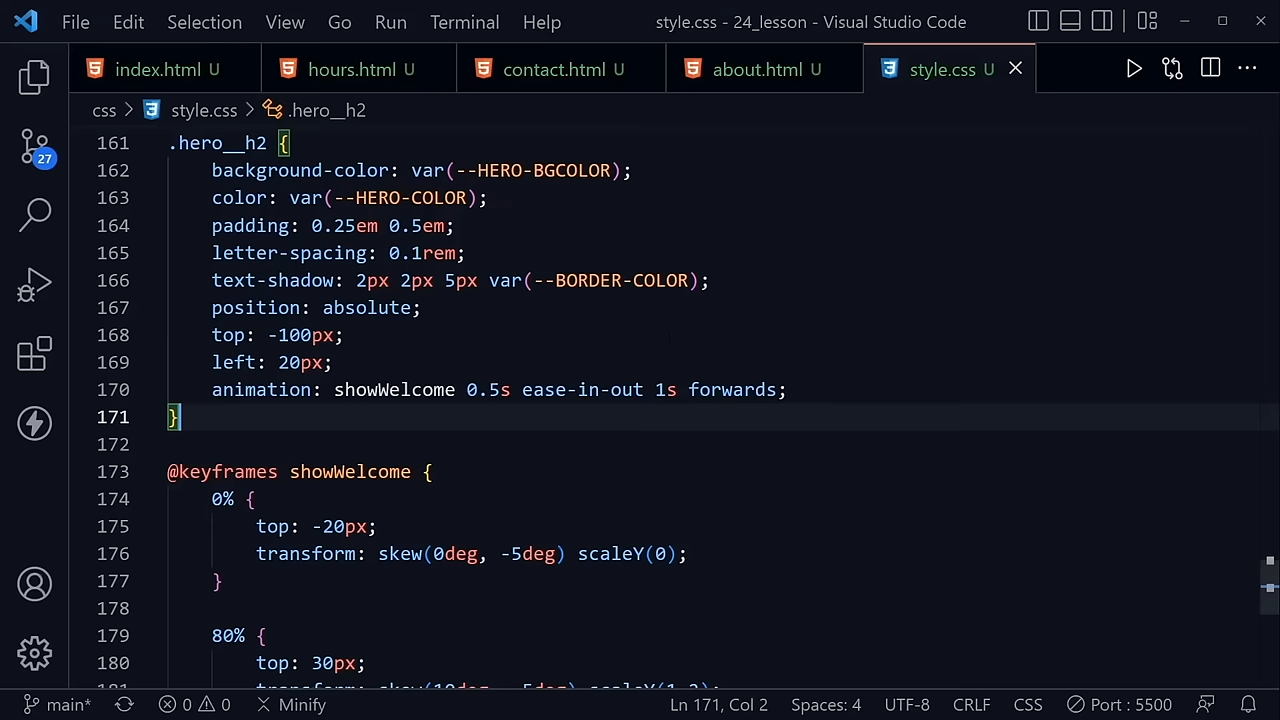 File Edit Selection View Go Run Terminal Help style.css - 24_lesson - Visual Studio Code
index.html U hours.html U contact.html U about.html U style.css U
css > style.css > .hero__h2
27
161 .hero__h2 {
162 background-color: var(--HERO-BGCOLOR);
163 color: var(--HERO-COLOR);
164 padding: 0.25em 0.5em;
165 letter-spacing: 0.1rem;
166 text-shadow: 2px 2px 5px var(--BORDER-COLOR);
167 position: absolute;
168 top: -100px;
169 left: 20px;
170 animation: showWelcome 0.5s ease-in-out 1s forwards;
171 }
172
173 @keyframes showWelcome {
174 0% {
175 top: -20px;
176 transform: skew(0deg, -5deg) scaleY(0);
177 }
178
179 80% {
180 top: 30px;
main* 0 0 Minify Ln 171, Col 2 Spaces: 4 UTF-8 CRLF CSS Port : 5500